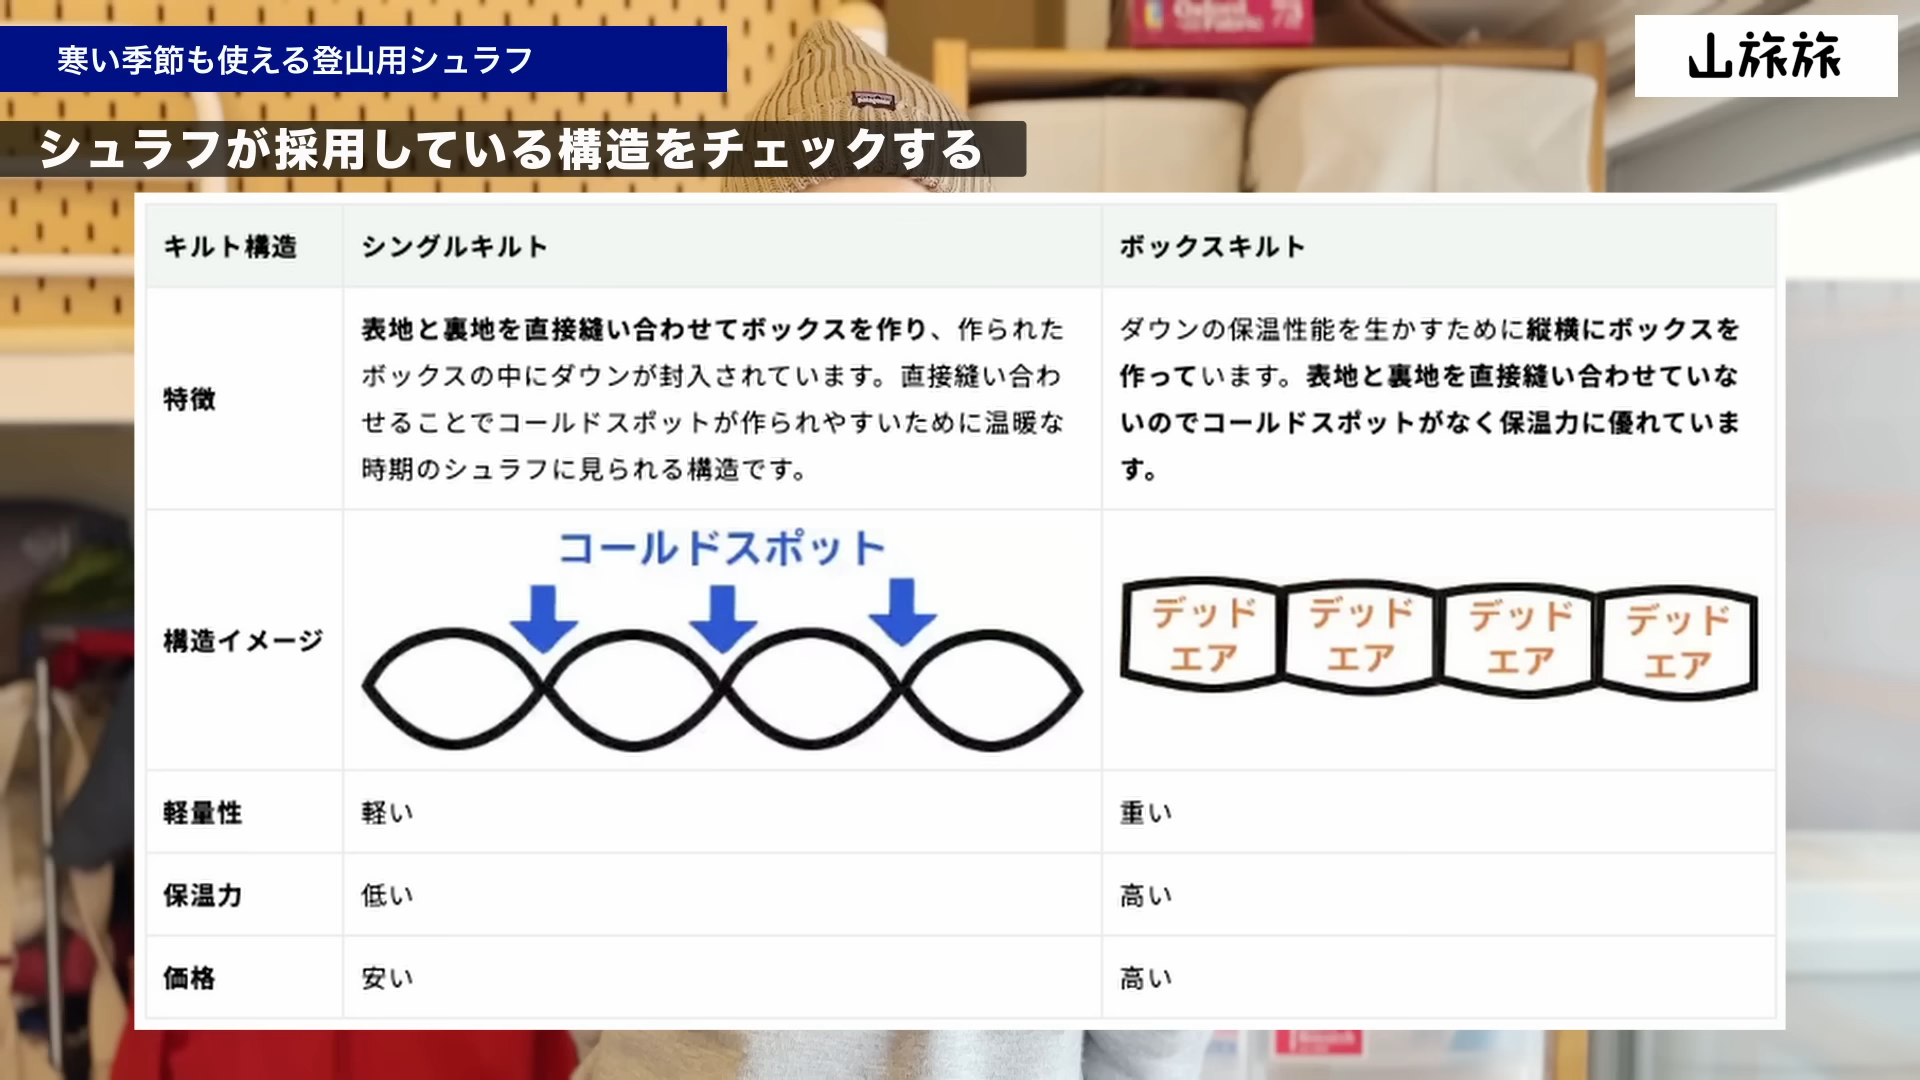 寒い季節も使える登山用シュラフ
山旅旅
シュラフが採用している構造をチェックする
キルト構造
シングルキルト
ボックスキルト
特徴
表地と裏地を直接縫い合わせてボックスを作り、作られた
ボックスの中にダウンが封入されています。直接縫い合わ
せることでコールドスポットが作られやすいために温暖な
時期のシュラフに見られる構造です。
ダウンの保温性能を生かすために縦横にボックスを
作っています。表地と裏地を直接縫い合わせていな
いのでコールドスポットがなく保温力に優れていま
す。
構造イメージ
コールドスポット
デッド
エア
デッド
エア
デッド
エア
デッド
エア
軽量性
軽い
重い
保温力
低い
高い
価格
安い
高い